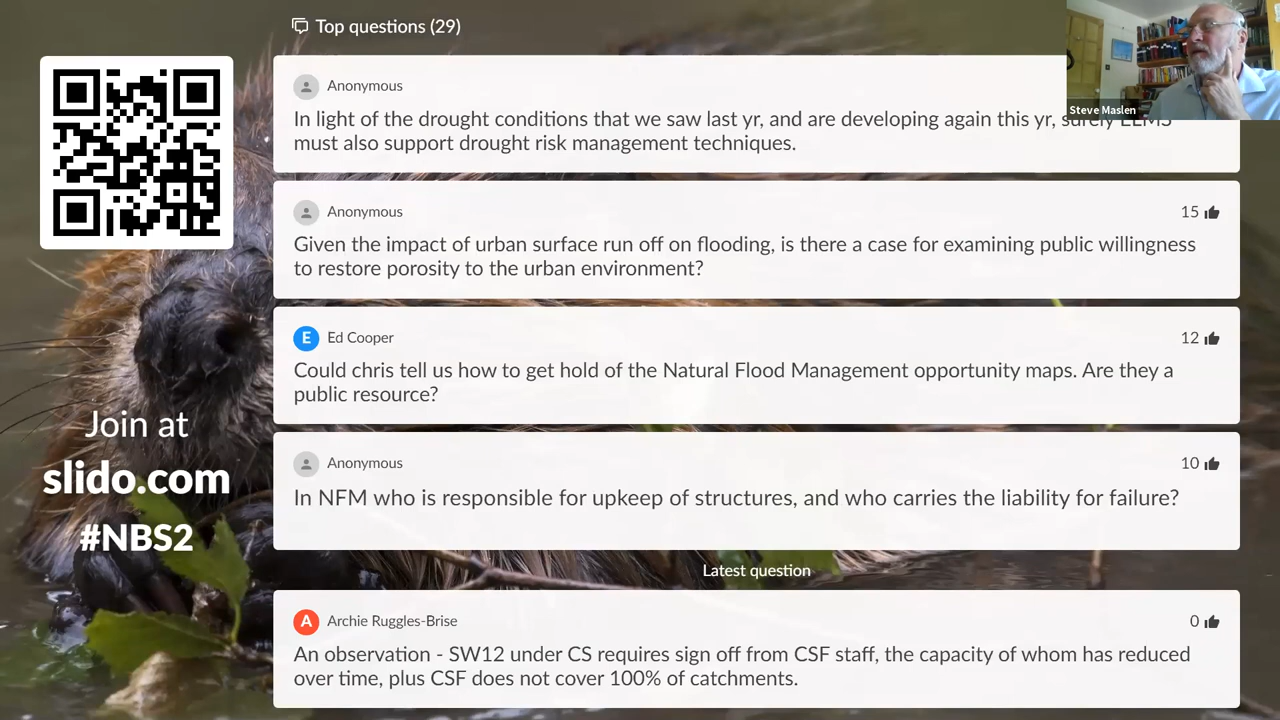 Top questions (29)
Anonymous
In light of the drought conditions that we saw last yr, and are developing again this yr, surely
must also support drought risk management techniques.
Steve Maslen
Anonymous
15
Given the impact of urban surface run off on flooding, is there a case for examining public willingness
to restore porosity to the urban environment?
E Ed Cooper
12
Could chris tell us how to get hold of the Natural Flood Management opportunity maps. Are they a
public resource?
Anonymous
10
In NFM who is responsible for upkeep of structures, and who carries the liability for failure?
Join at
slido.com
#NBS2
Latest question
A Archie Ruggles-Brise
0
An observation - SW12 under CS requires sign off from CSF staff, the capacity of whom has reduced
over time, plus CSF does not cover 100% of catchments.